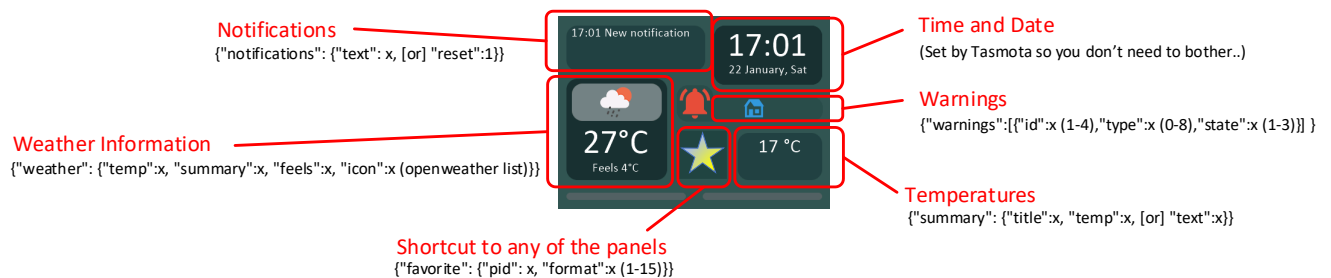 Notifications
{"notifications": {"text": x, [or] "reset":1}}
17:01 New notification
17:01
22 January, Sat
Time and Date
(Set by Tasmota so you don't need to bother..)
Warnings
{"warnings":[{"id":x (1-4),"type":x (0-8),"state":x (1-3)}] }
Weather Information
{"weather": {"temp":x, "summary":x, "feels":x, "icon":x (openweather list)}}
27°C
Feels 4°C
17 °C
Temperatures
{"summary": {"title":x, "temp":x, [or] "text":x}}
Shortcut to any of the panels
{"favorite": {"pid": x, "format":x (1-15)}}